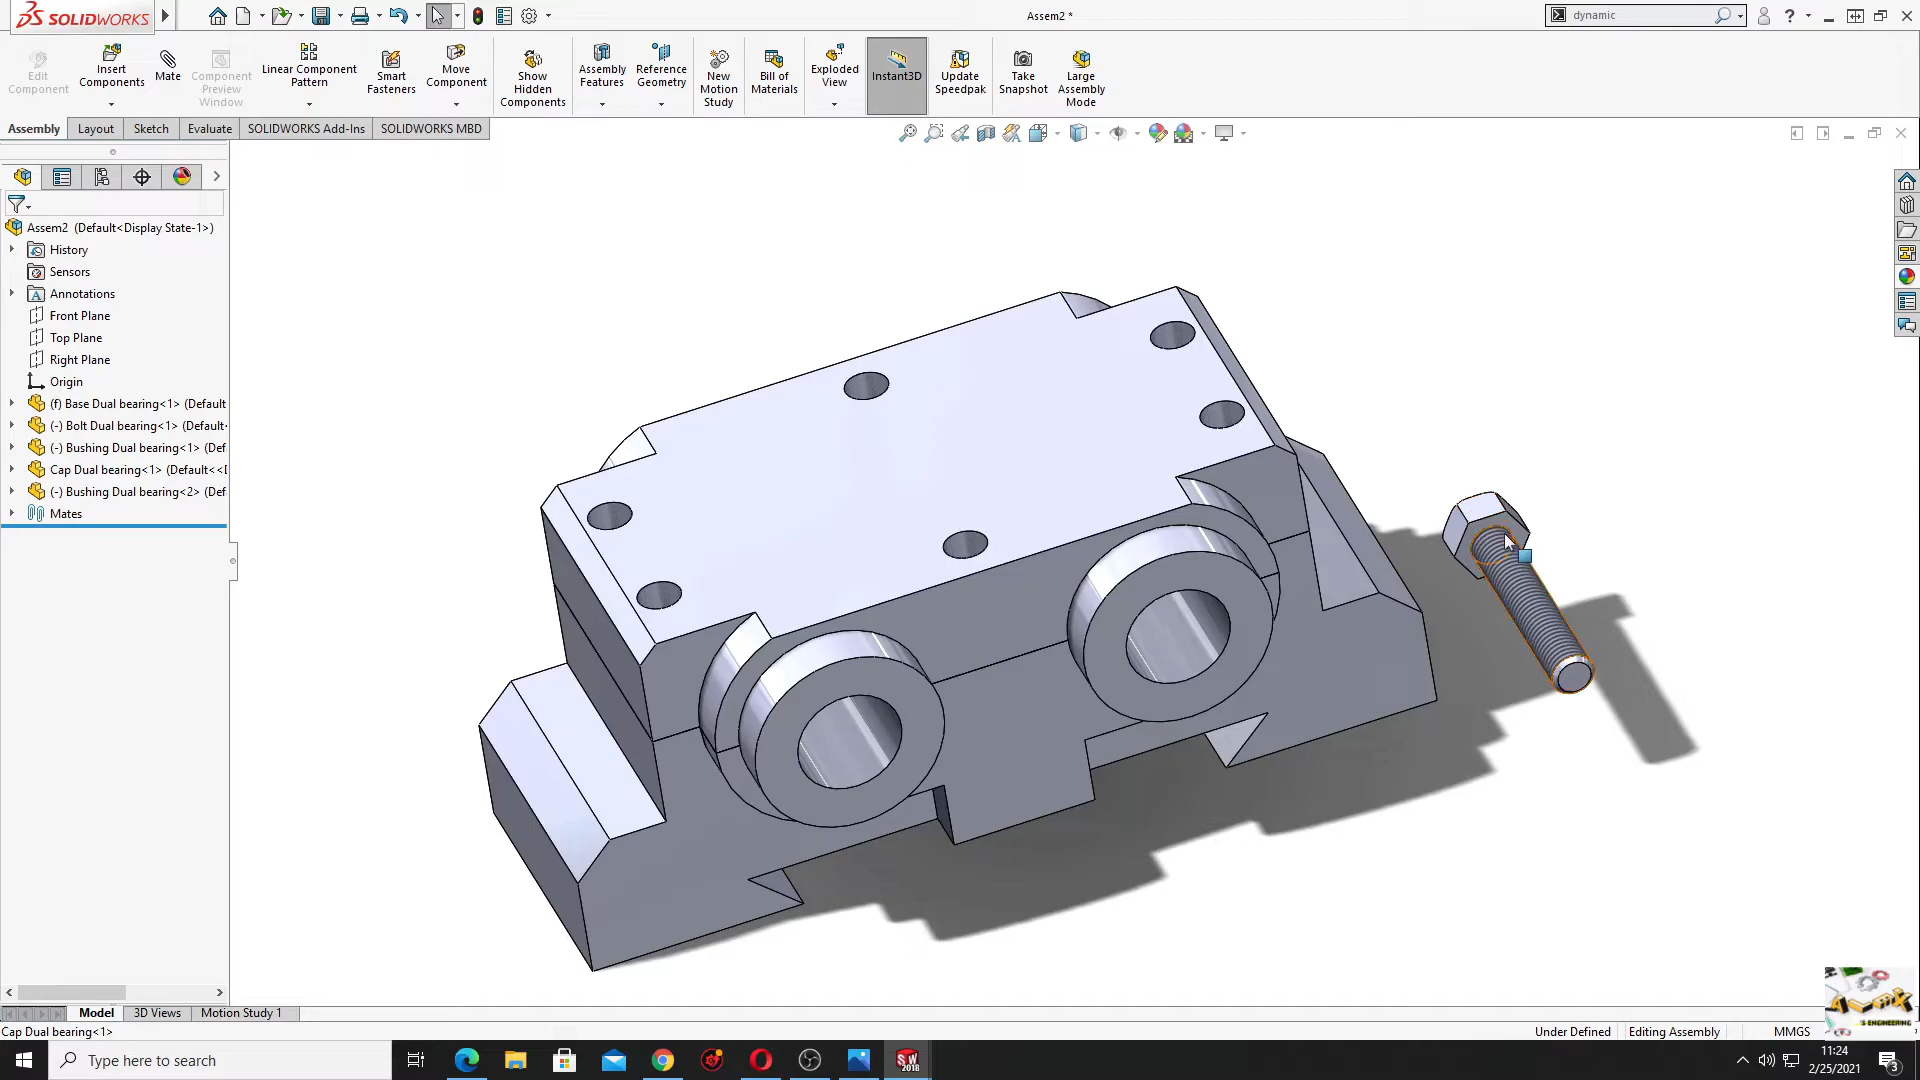 SOLIDWORKS
Assem2 *
dynamic
Edit Component
Insert Components
Mate
Component Preview Window
Linear Component Pattern
Smart Fasteners
Move Component
Show Hidden Components
Assembly Features
Reference Geometry
New Motion Study
Bill of Materials
Exploded View
Instant3D
Update Speedpak
Take Snapshot
Large Assembly Mode
Assembly
Layout
Sketch
Evaluate
SOLIDWORKS Add-Ins
SOLIDWORKS MBD
Assem2 (Default<Display State-1>)
History
Sensors
Annotations
Front Plane
Top Plane
Right Plane
Origin
(f) Base Dual bearing<1> (Default
(-) Bolt Dual bearing<1> (Default
(-) Bushing Dual bearing<1> (Def
Cap Dual bearing<1> (Default<<D
(-) Bushing Dual bearing<2> (Def
Mates
Model
3D Views
Motion Study 1
Cap Dual bearing<1>
Under Defined
Editing Assembly
MMGS
Type here to search
SW
2018
11:24
2/25/2021
3